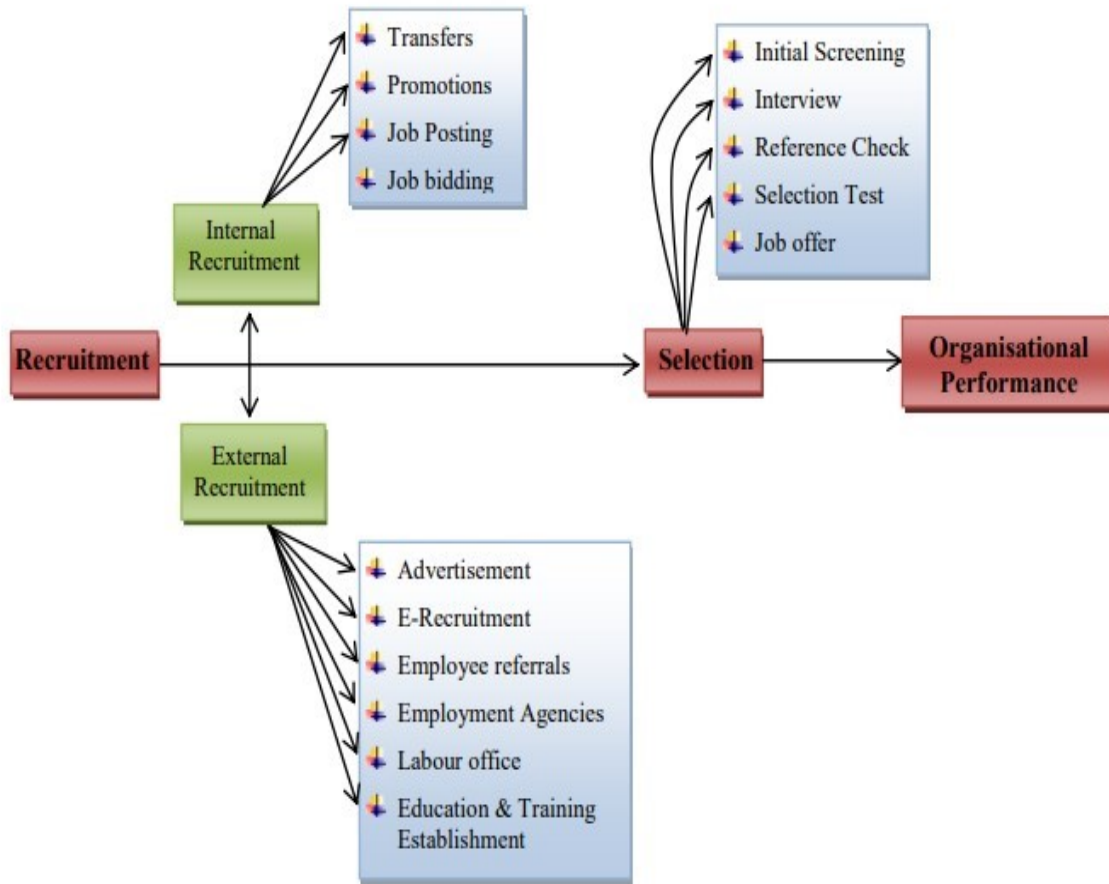 Transfers
Promotions
Job Posting
Job bidding
Initial Screening
Interview
Reference Check
Selection Test
Job offer
Internal
Recruitment
Recruitment
Selection
Organisational
Performance
External
Recruitment
Advertisement
E-Recruitment
Employee referrals
Employment Agencies
Labour office
Education & Training
Establishment